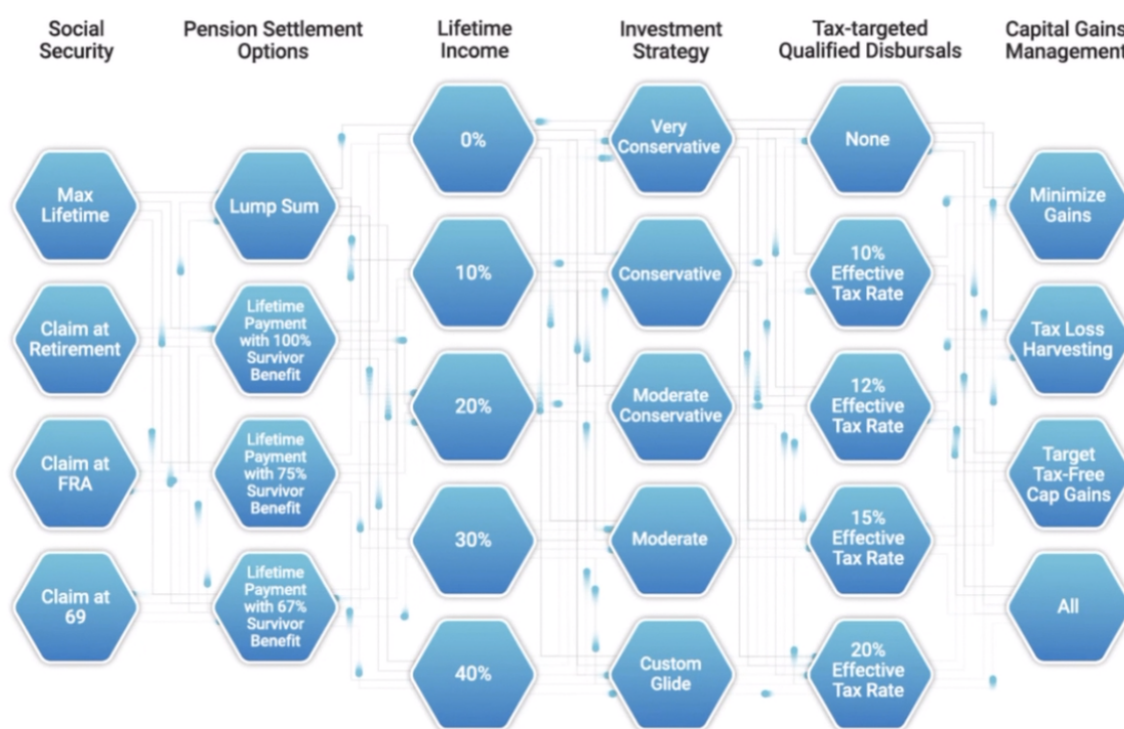 Social
Security
Pension Settlement
Options
Lifetime
Income
Investment
Strategy
Tax-targeted
Qualified Disbursals
Capital Gains
Management
Max
Lifetime
Claim at
Retirement
Claim at
FRA
Claim at
69
Lump Sum
Lifetime
Payment
with 100%
Survivor
Benefit
Lifetime
Payment
with 75%
Survivor
Benefit
Lifetime
Payment
with 67%
Survivor
Benefit
0%
10%
20%
30%
40%
Very
Conservative
Conservative
Moderate
Conservative
Moderate
Custom
Glide
None
10%
Effective
Tax Rate
12%
Effective
Tax Rate
15%
Effective
Tax Rate
20%
Effective
Tax Rate
Minimize
Gains
Tax Loss
Harvesting
Target
Tax-Free
Cap Gains
All